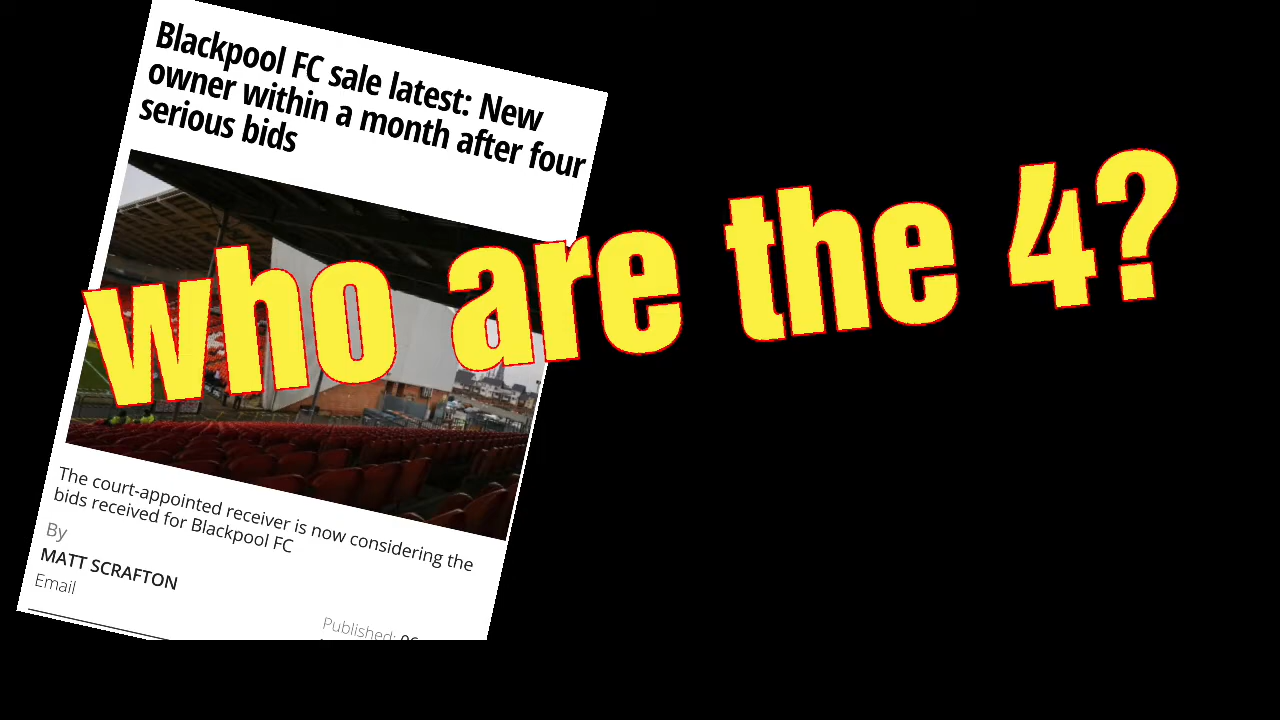 Blackpool FC sale latest: New
owner within a month after four
serious bids
who are the 4?
The court-appointed receiver is now considering the
bids received for Blackpool FC
By
MATT SCRAFTON
Email
Published: